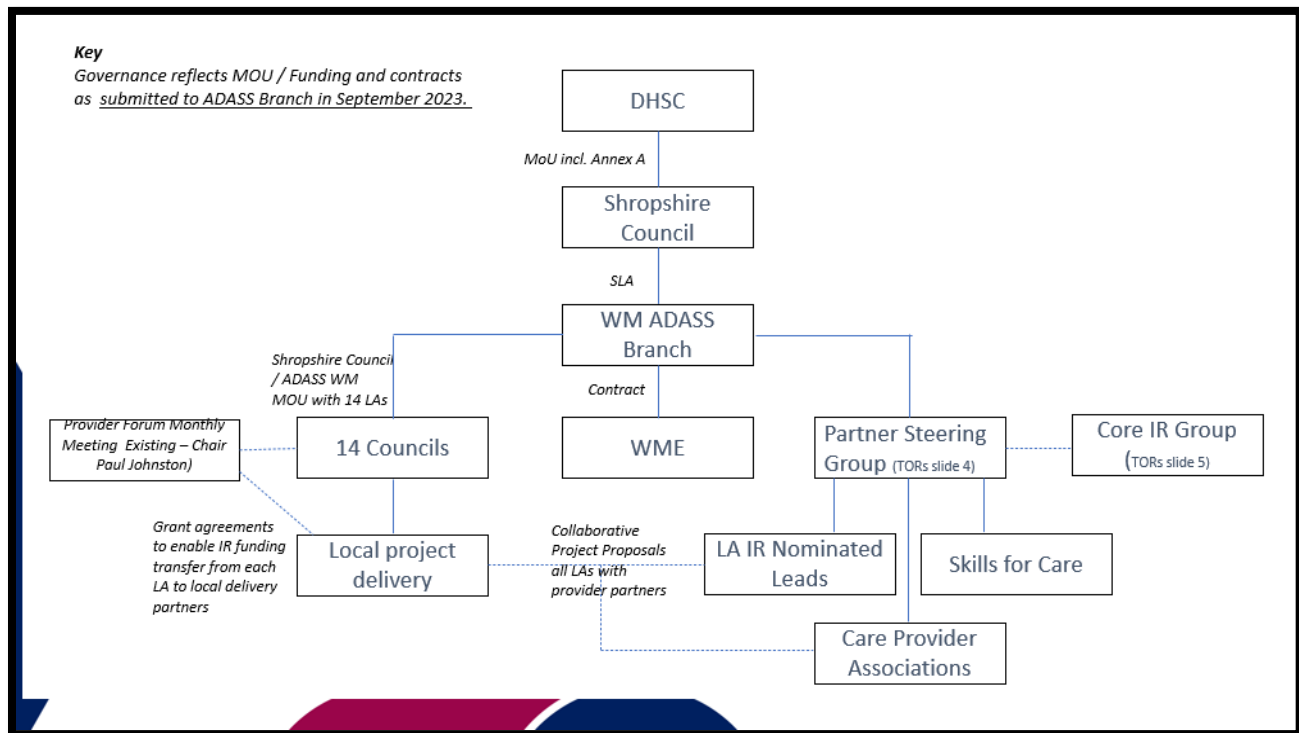 Key
Governance reflects MOU / Funding and contracts
as submitted to ADASS Branch in September 2023.
DHSC
MoU incl. Annex A
Shropshire
Council
SLA
WM ADASS
Branch
Shropshire Council
/ ADASS WM
MOU with 14 LAs
Contract
Provider Forum Monthly
Meeting Existing – Chair
Paul Johnston)
14 Councils
WME
Partner Steering
Group (TORs slide 4)
Core IR Group
(TORs slide 5)
Grant agreements
to enable IR funding
transfer from each
LA to local delivery
partners
Local project
delivery
Collaborative
Project Proposals
all LAs with
provider partners
LA IR Nominated
Leads
Skills for Care
Care Provider
Associations